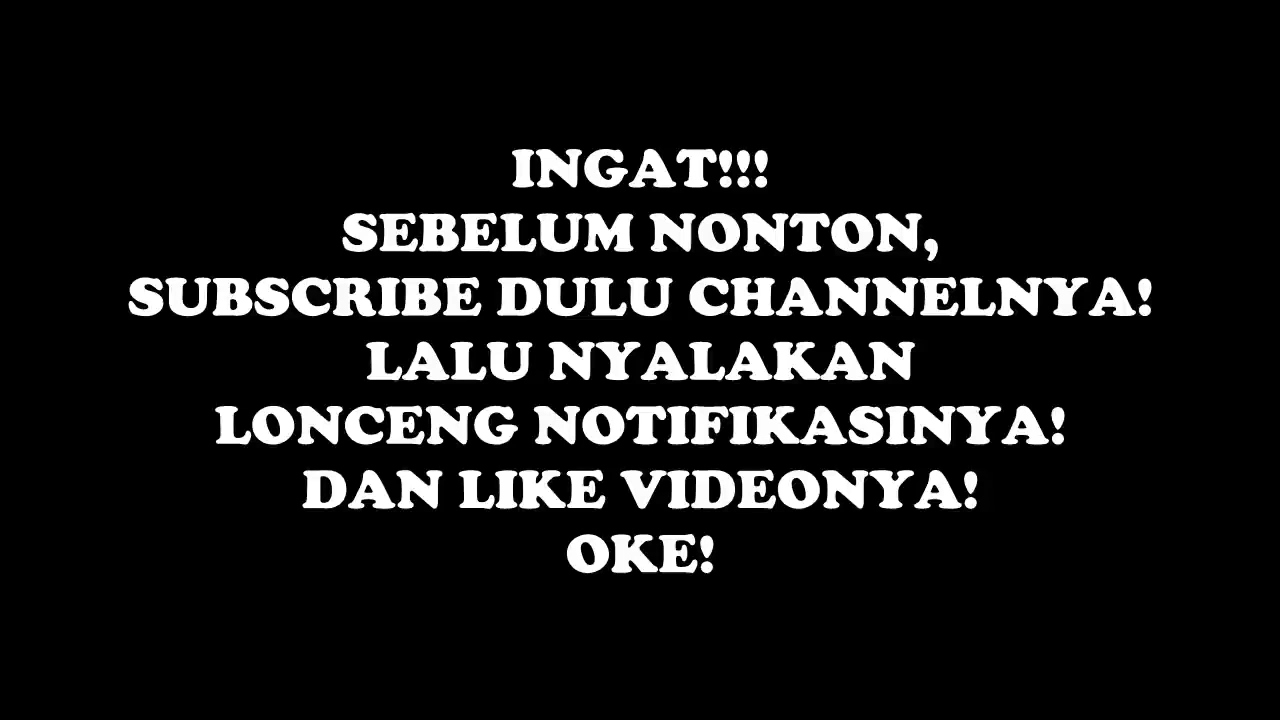 INGAT!!!
SEBELUM NONTON,
SUBSCRIBE DULU CHANNELNYA!
LALU NYALAKAN
LONCENG NOTIFIKASINYA!
DAN LIKE VIDEONYA!
OKE!